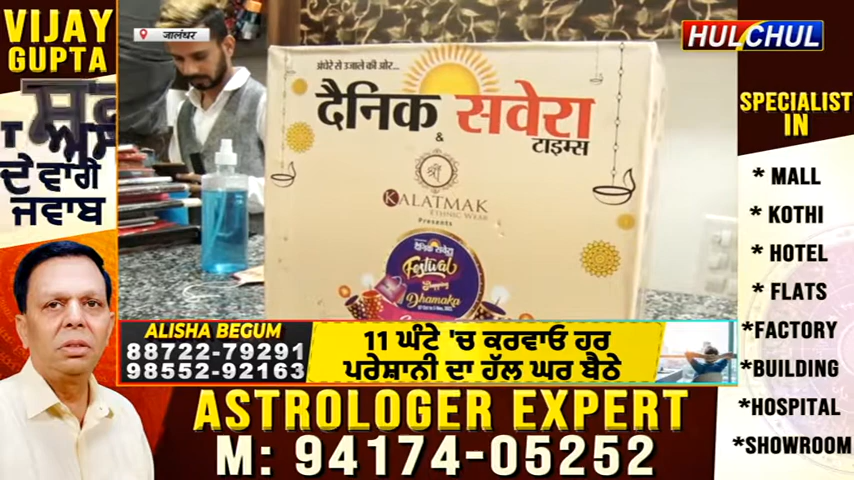 VIJAY
GUPTA
ਦੇ ਵਾਂਗ
ਜਵਾਬ
जालंधर
HULCHUL
अंधेरे से उजाले की ओर...
दैनिक सवेरा
& टाइम्स
श्री
KALATMAK
ETHNIC WEAR
Presents
दैनिक सवेरा
Festival
Shopping
Dhamaka
SPECIALIST
IN
* MALL
* KOTHI
* HOTEL
* FLATS
*FACTORY
*BUILDING
*HOSPITAL
*SHOWROOM
ALISHA BEGUM
88722-79291
98552-92163
11 ਘੰਟੇ 'ਚ ਕਰਵਾਓ ਹਰ
ਪਰੇਸ਼ਾਨੀ ਦਾ ਹੱਲ ਘਰ ਬੈਠੇ
ASTROLOGER EXPERT
M: 94174-05252